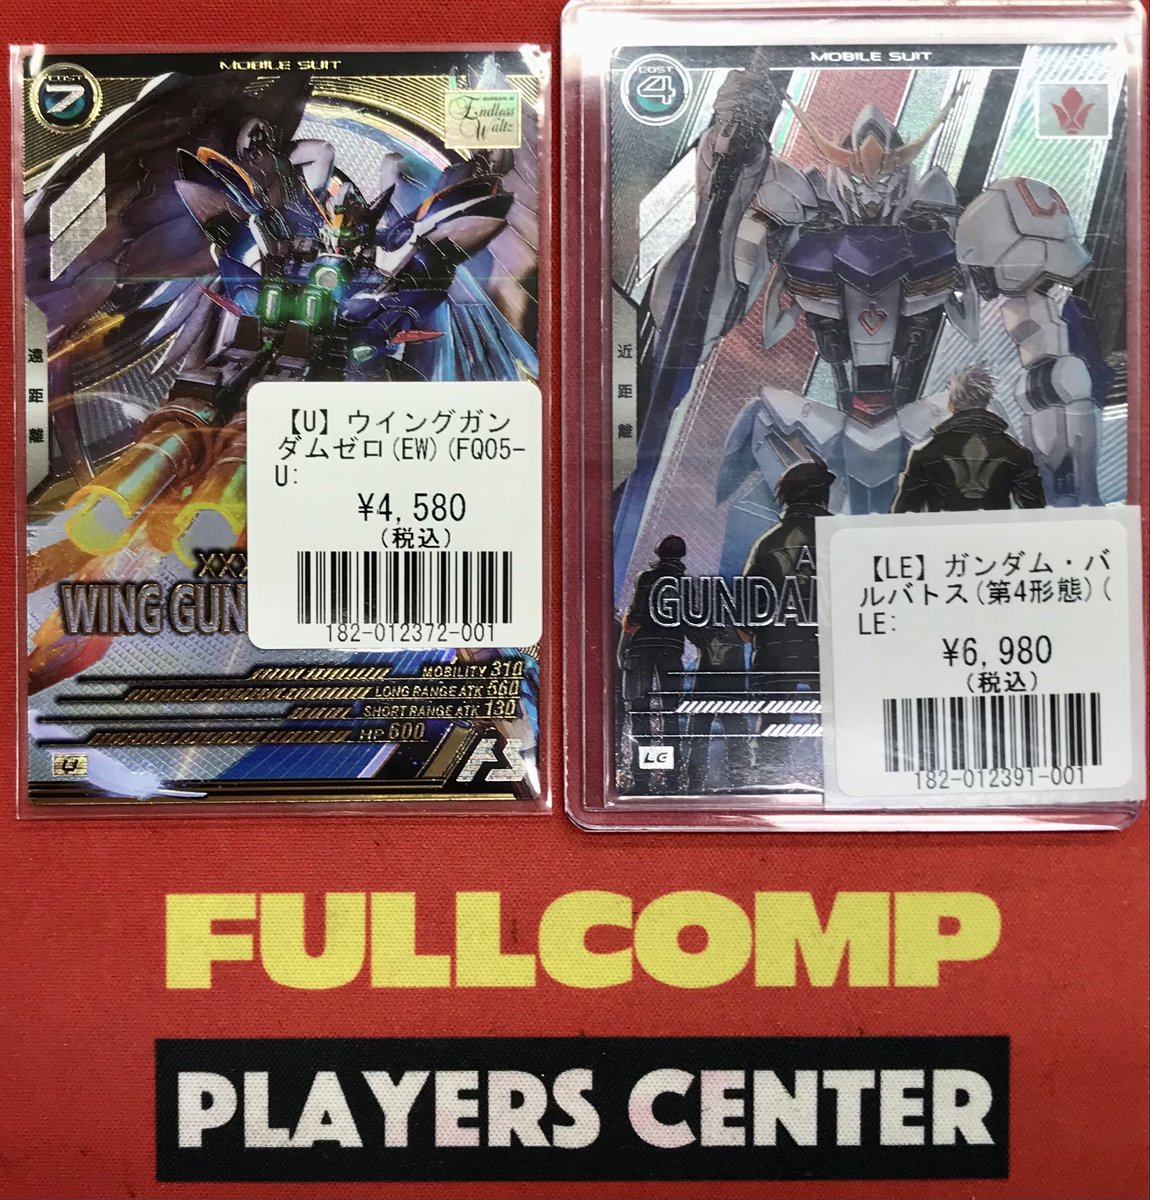 MOBILE SUIT
COST
7
GUNDAM W
Endless
Waltz
遠距離
【U】ウイングガン
ダムゼロ(EW)(FQ05-
U:
¥4,580
(税込)
182-012372-001
XXX
WING GUN
MOBILITY 310
LONG RANGE ATK 560
SHORT RANGE ATK 130
HP 600
U
FS
MOBILE SUIT
COST
4
近距離
A
GUNDA
【LE】ガンダム・バ
ルバトス(第4形態)(
LE:
¥6,980
(税込)
182-012391-001
LE
FULLCOMP
PLAYERS CENTER